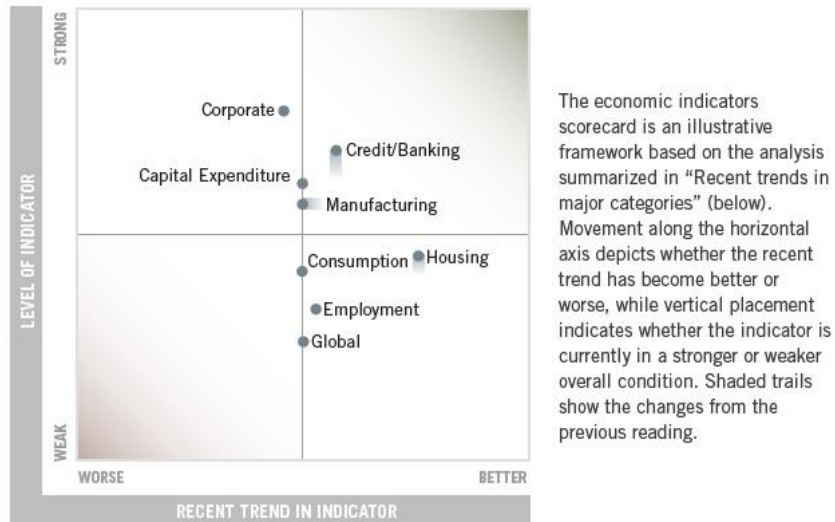 STRONG
LEVEL OF INDICATOR
WEAK
Corporate
Credit/Banking
Capital Expenditure
Manufacturing
Consumption
Housing
Employment
Global
WORSE
BETTER
RECENT TREND IN INDICATOR
The economic indicators
scorecard is an illustrative
framework based on the analysis
summarized in “Recent trends in
major categories” (below).
Movement along the horizontal
axis depicts whether the recent
trend has become better or
worse, while vertical placement
indicates whether the indicator is
currently in a stronger or weaker
overall condition. Shaded trails
show the changes from the
previous reading.